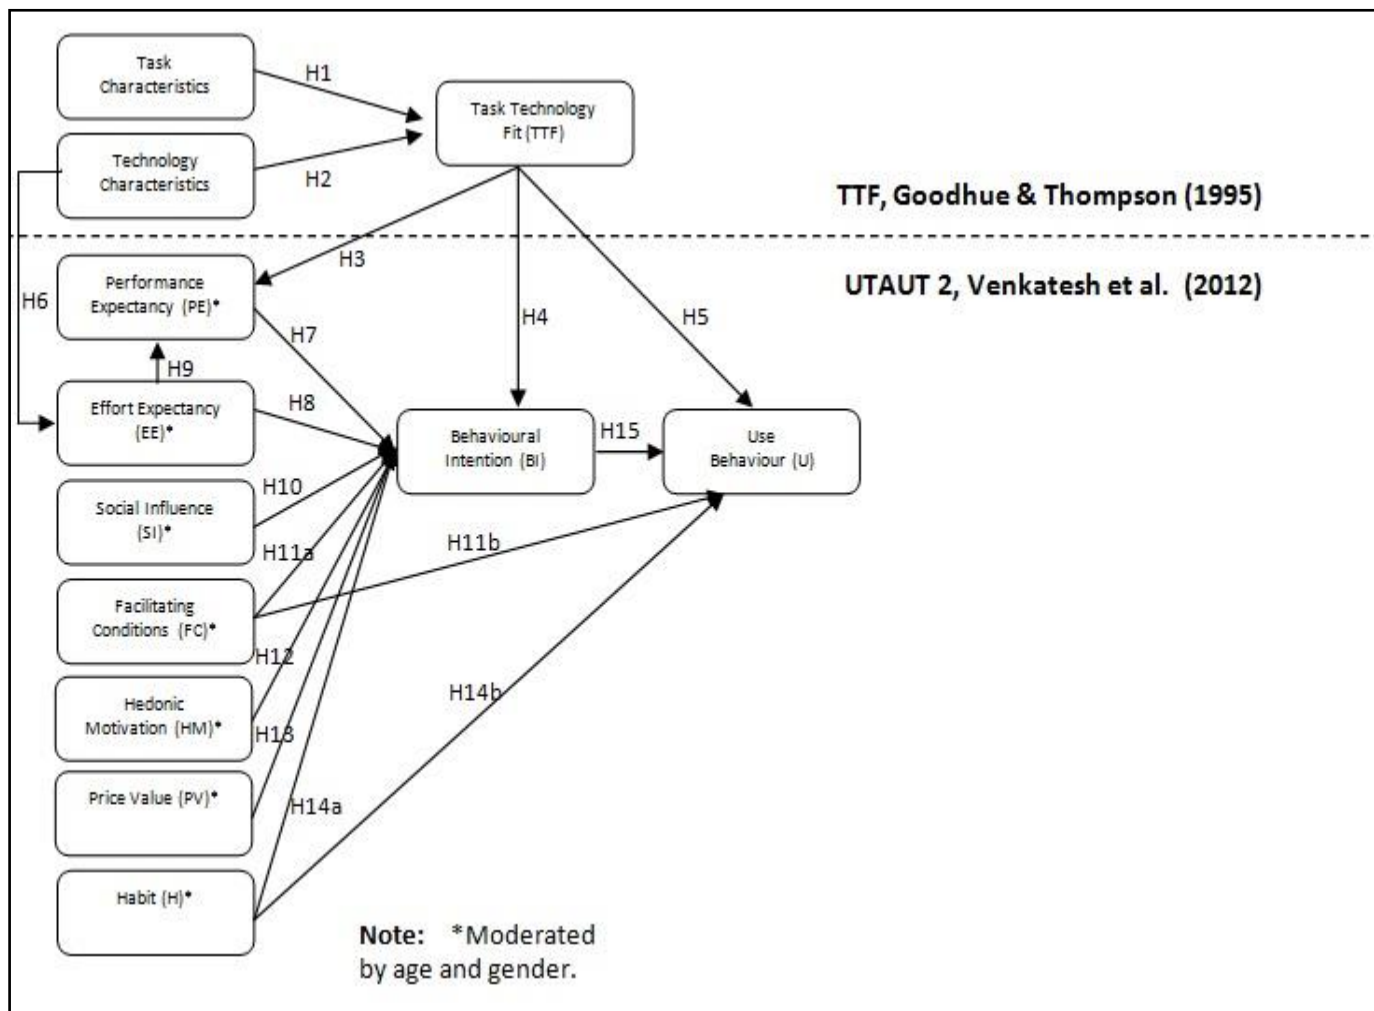 Task
Characteristics
H1
Task Technology
Fit (TTF)
Technology
Characteristics
H2
TTF, Goodhue & Thompson (1995)
H3
UTAUT 2, Venkatesh et al. (2012)
Performance
Expectancy (PE)*
H6
H7
H4
H5
H9
Effort Expectancy
(EE)*
H8
Behavioural
Intention (BI)
H15
Use
Behaviour (U)
H10
Social Influence
(SI)*
H11a
H11b
Facilitating
Conditions (FC)*
H12
Hedonic
Motivation (HM)*
H13
H14b
Price Value (PV)*
H14a
Habit (H)*
Note: *Moderated
by age and gender.